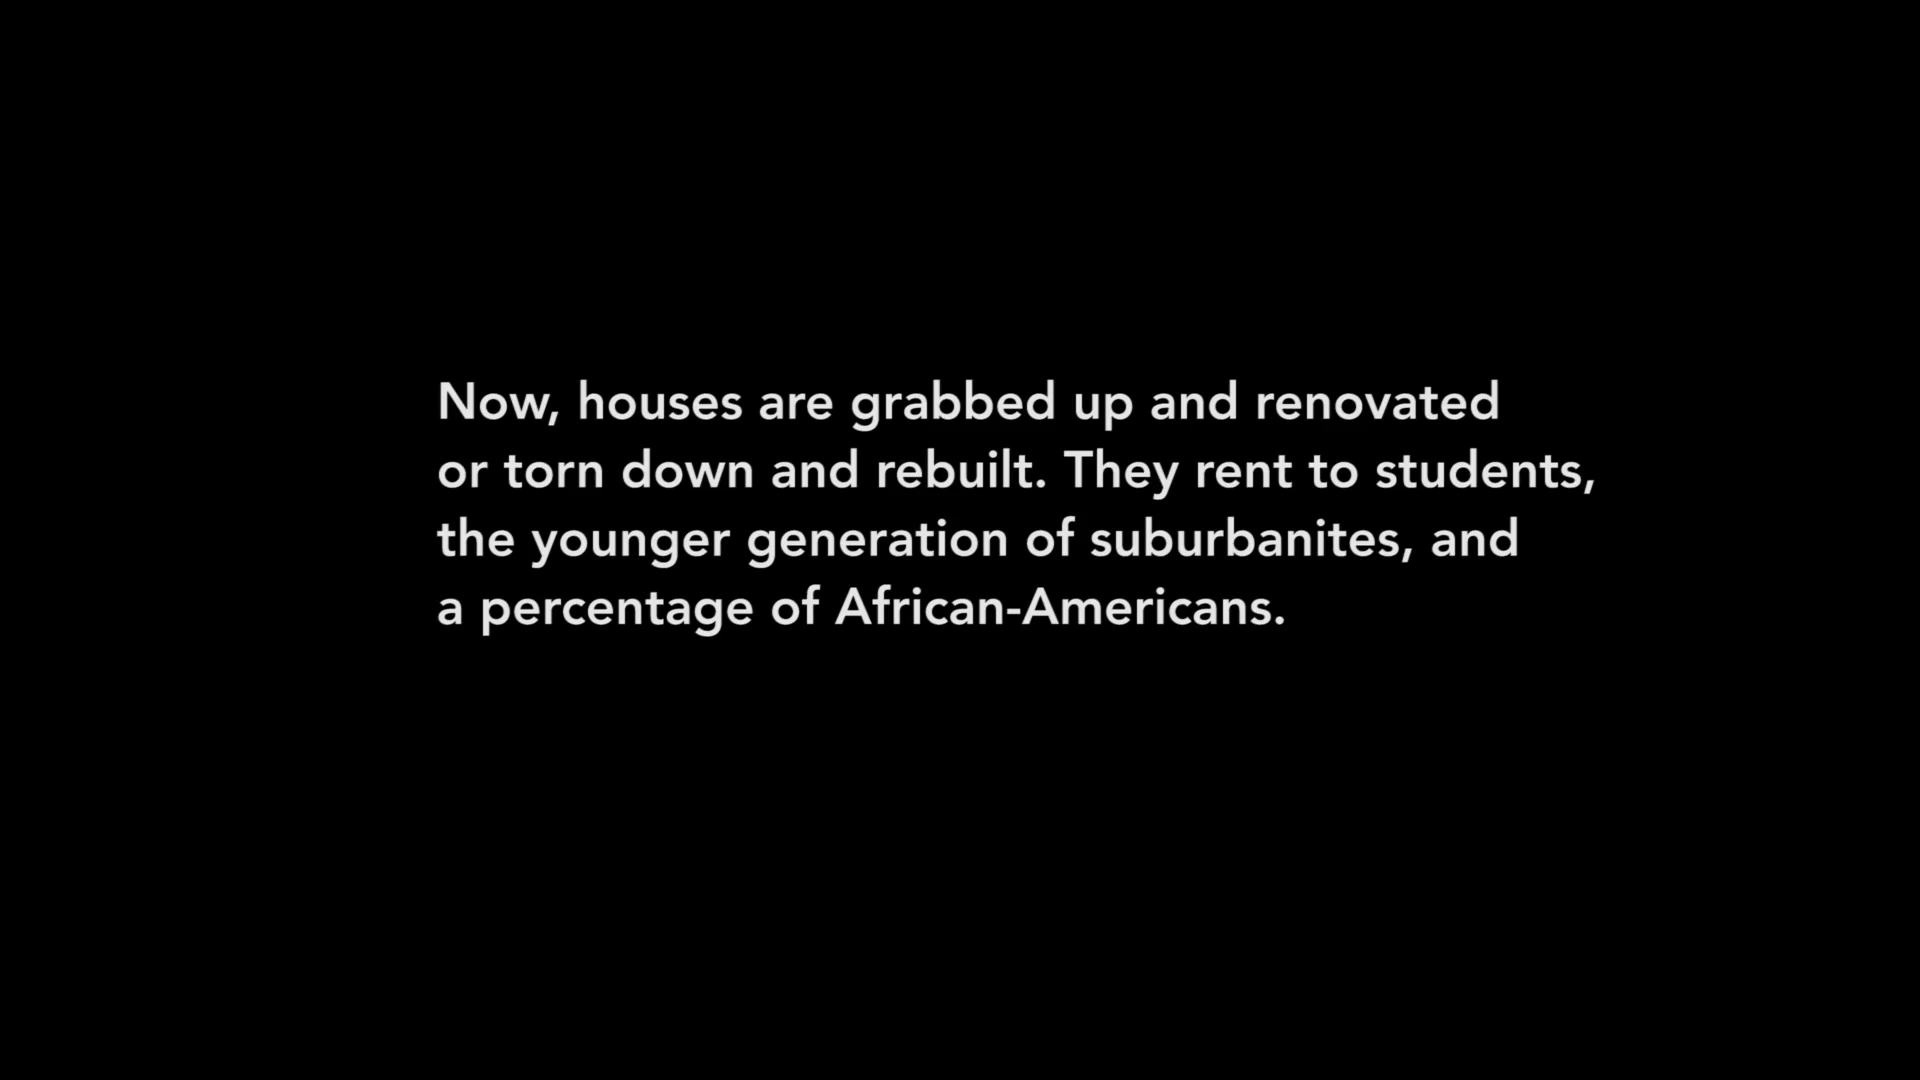 Now, houses are grabbed up and renovated
or torn down and rebuilt. They rent to students,
the younger generation of suburbanites, and
a percentage of African-Americans.